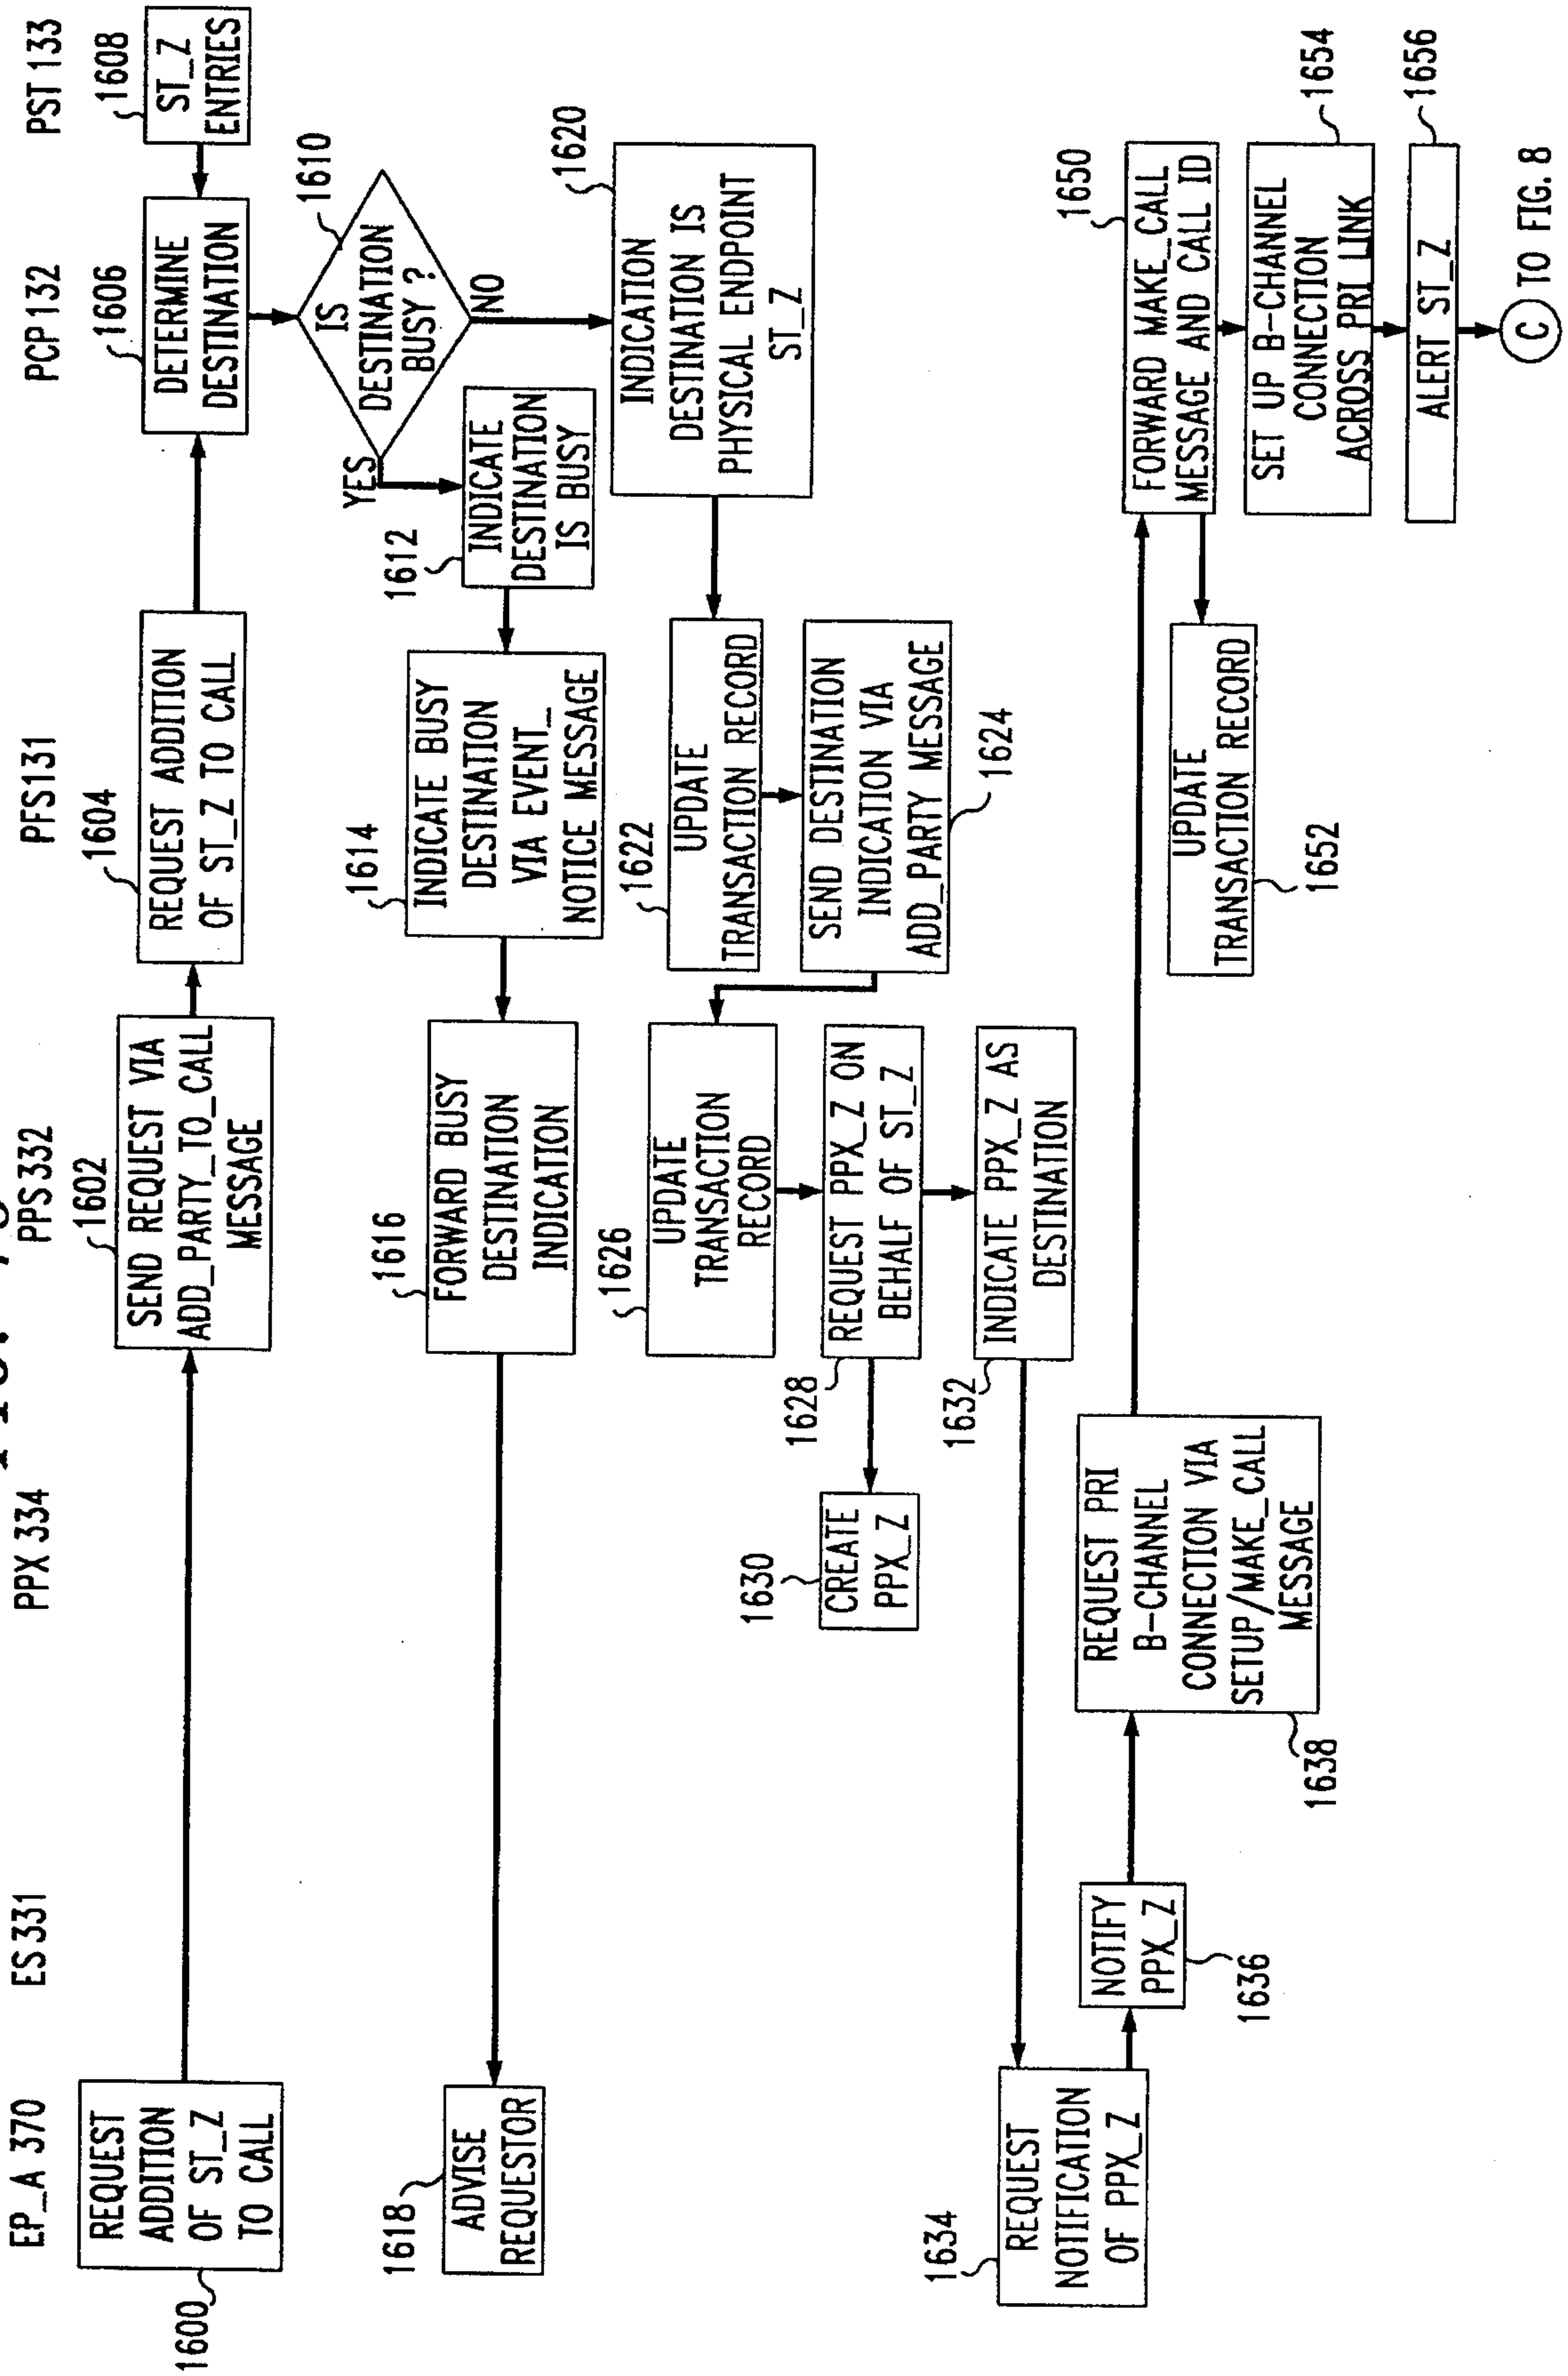 EP_A 370
ES 331
PPX 334
PPS 332
PFS131
PCP 132
PST 133
1600
REQUEST
ADDITION
OF ST_Z
TO CALL
1602
SEND REQUEST VIA
ADD_PARTY_TO_CALL
MESSAGE
1604
REQUEST ADDITION
OF ST_Z TO CALL
1606
DETERMINE
DESTINATION
1608
ST_Z
ENTRIES
1610
IS
DESTINATION
BUSY ?
YES
NO
1612
INDICATE
DESTINATION
IS BUSY
1614
INDICATE BUSY
DESTINATION
VIA EVENT_
NOTICE MESSAGE
1616
FORWARD BUSY
DESTINATION
INDICATION
1618
ADVISE
REQUESTOR
1620
INDICATION
DESTINATION IS
PHYSICAL ENDPOINT
ST_Z
1622
UPDATE
TRANSACTION RECORD
SEND DESTINATION
INDICATION VIA
ADD_PARTY MESSAGE
1624
1626
UPDATE
TRANSACTION
RECORD
1628
REQUEST PPX_Z ON
BEHALF OF ST_Z
1630
CREATE
PPX_Z
1632
INDICATE PPX_Z AS
DESTINATION
1634
REQUEST
NOTIFICATION
OF PPX_Z
NOTIFY
PPX_Z
1636
REQUEST PRI
B-CHANNEL
CONNECTION VIA
SETUP/MAKE_CALL
MESSAGE
1638
1650
FORWARD MAKE_CALL
MESSAGE AND CALL ID
UPDATE
TRANSACTION RECORD
1652
SET UP B-CHANNEL
CONNECTION
ACROSS PRI LINK
1654
ALERT ST_Z
1656
C TO FIG. 8